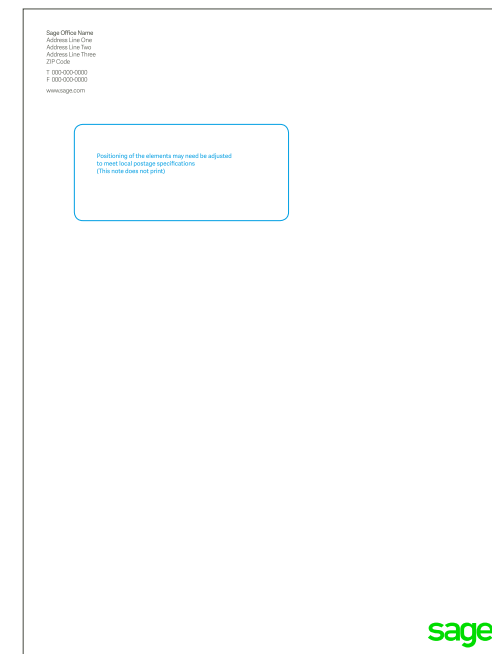 Sage Office Name
Address Line One
Address Line Two
Address Line Three
ZIP Code
T 000-000-0000
F 000-000-0000
www.sage.com
Positioning of the elements may need be adjusted
to meet local postage specifications
(This note does not print).
sage